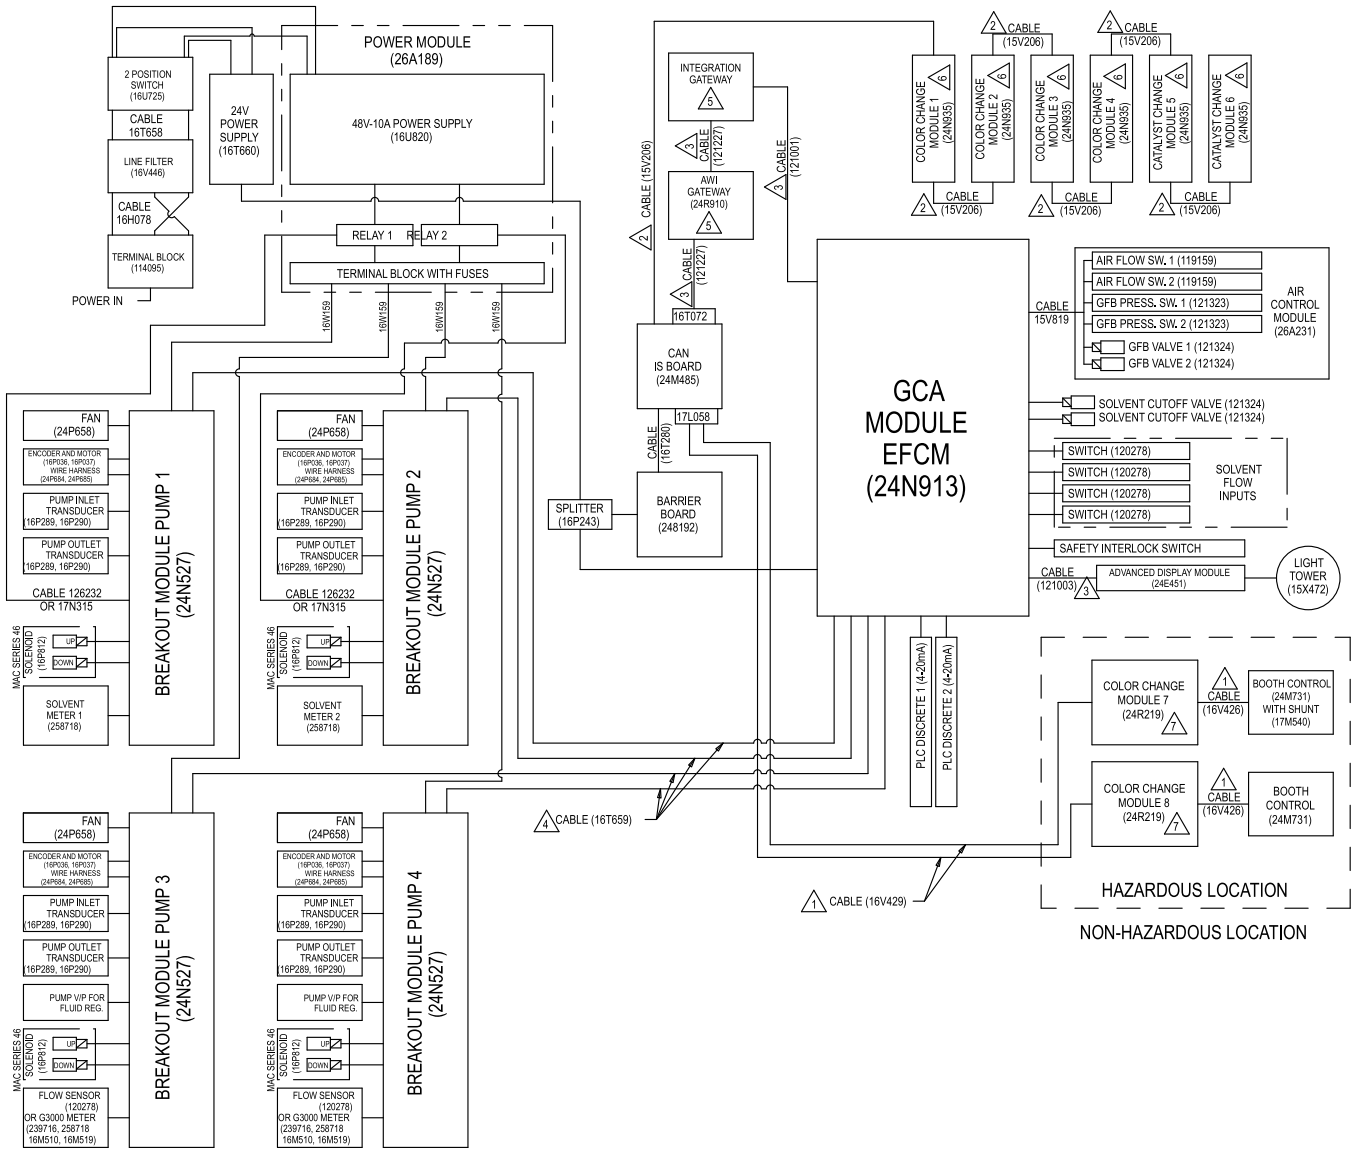 POWER MODULE
(26A189)
2 POSITION
SWITCH
(16U725)
CABLE
16T658
LINE FILTER
(16V446)
CABLE
16H078
TERMINAL BLOCK
(114095)
POWER IN
24V
POWER
SUPPLY
(16T660)
48V-10A POWER SUPPLY
(16U820)
RELAY 1
RELAY 2
TERMINAL BLOCK WITH FUSES
16W159
16W159
16W159
16W159
INTEGRATION
GATEWAY
5
3
CABLE
(121227)
AWI
GATEWAY
(24R910)
5
3
CABLE
(121227)
3
CABLE
(121001)
2
CABLE (15V206)
16T072
CAN
IS BOARD
(24M485)
17L058
CABLE
(16T280)
BARRIER
BOARD
(248192)
SPLITTER
(16P243)
2
CABLE
(15V206)
2
CABLE
(15V206)
COLOR CHANGE
MODULE 1
(24N935)
6
COLOR CHANGE
MODULE 2
(24N935)
6
COLOR CHANGE
MODULE 3
(24N935)
6
COLOR CHANGE
MODULE 4
(24N935)
6
CATALYST CHANGE
MODULE 5
(24N935)
6
CATALYST CHANGE
MODULE 6
(24N935)
6
2
CABLE
(15V206)
2
CABLE
(15V206)
2
CABLE
(15V206)
GCA
MODULE
EFCM
(24N913)
CABLE
15V819
AIR FLOW SW. 1 (119159)
AIR FLOW SW. 2 (119159)
GFB PRESS. SW. 1 (121323)
GFB PRESS. SW. 2 (121323)
GFB VALVE 1 (121324)
GFB VALVE 2 (121324)
AIR
CONTROL
MODULE
(26A231)
SOLVENT CUTOFF VALVE (121324)
SOLVENT CUTOFF VALVE (121324)
SWITCH (120278)
SWITCH (120278)
SWITCH (120278)
SWITCH (120278)
SOLVENT
FLOW
INPUTS
SAFETY INTERLOCK SWITCH
CABLE
(121003)
3
ADVANCED DISPLAY MODULE
(24E451)
LIGHT
TOWER
(15X472)
PLC DISCRETE 1 (4-20mA)
PLC DISCRETE 2 (4-20mA)
COLOR CHANGE
MODULE 7
(24R219)
7
1
CABLE
(16V426)
BOOTH CONTROL
(24M731)
WITH SHUNT
(17M540)
COLOR CHANGE
MODULE 8
(24R219)
7
1
CABLE
(16V426)
BOOTH
CONTROL
(24M731)
HAZARDOUS LOCATION
NON-HAZARDOUS LOCATION
4
CABLE (16T659)
1
CABLE (16V429)
FAN
(24P658)
ENCODER AND MOTOR
(16P036, 16P037)
WIRE HARNESS
(24P684, 24P685)
PUMP INLET
TRANSDUCER
(16P289, 16P290)
PUMP OUTLET
TRANSDUCER
(16P289, 16P290)
CABLE 126232
OR 17N315
MAC SERIES 46
SOLENOID
(16P812)
UP
DOWN
SOLVENT
METER 1
(258718)
BREAKOUT MODULE PUMP 1
(24N527)
FAN
(24P658)
ENCODER AND MOTOR
(16P036, 16P037)
WIRE HARNESS
(24P684, 24P685)
PUMP INLET
TRANSDUCER
(16P289, 16P290)
PUMP OUTLET
TRANSDUCER
(16P289, 16P290)
CABLE 126232
OR 17N315
MAC SERIES 46
SOLENOID
(16P812)
UP
DOWN
SOLVENT
METER 2
(258718)
BREAKOUT MODULE PUMP 2
(24N527)
FAN
(24P658)
ENCODER AND MOTOR
(16P036, 16P037)
WIRE HARNESS
(24P684, 24P685)
PUMP INLET
TRANSDUCER
(16P289, 16P290)
PUMP OUTLET
TRANSDUCER
(16P289, 16P290)
PUMP V/P FOR
FLUID REG.
MAC SERIES 46
SOLENOID
(16P812)
UP
DOWN
FLOW SENSOR
(120278)
OR G3000 METER
(239716, 258718
16M510, 16M519)
BREAKOUT MODULE PUMP 3
(24N527)
FAN
(24P658)
ENCODER AND MOTOR
(16P036, 16P037)
WIRE HARNESS
(24P684, 24P685)
PUMP INLET
TRANSDUCER
(16P289, 16P290)
PUMP OUTLET
TRANSDUCER
(16P289, 16P290)
PUMP V/P FOR
FLUID REG.
MAC SERIES 46
SOLENOID
(16P812)
UP
DOWN
FLOW SENSOR
(120278)
OR G3000 METER
(239716, 258718
16M510, 16M519)
BREAKOUT MODULE PUMP 4
(24N527)